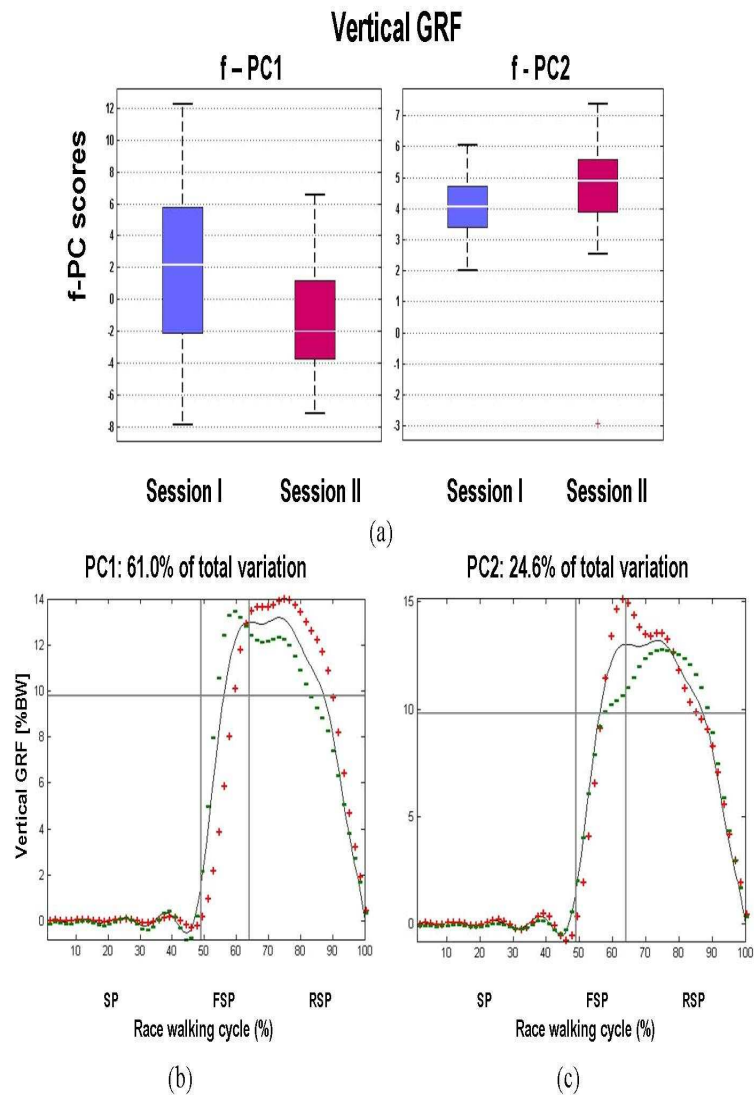 Vertical GRF
f – PC1 f - PC2
f-PC scores
12
10
8
6
4
2
0
-2
-4
-6
-8
7
6
5
4
3
2
1
0
-1
-2
-3
Session I Session II Session I Session II
(a)
PC1: 61.0% of total variation PC2: 24.6% of total variation
Vertical GRF [%BW]
14
12
10
8
6
4
2
0
10 20 30 40 50 60 70 80 90 100
15
10
5
0
10 20 30 40 50 60 70 80 90 100
SP FSP RSP SP FSP RSP
Race walking cycle (%) Race walking cycle (%)
(b) (c)